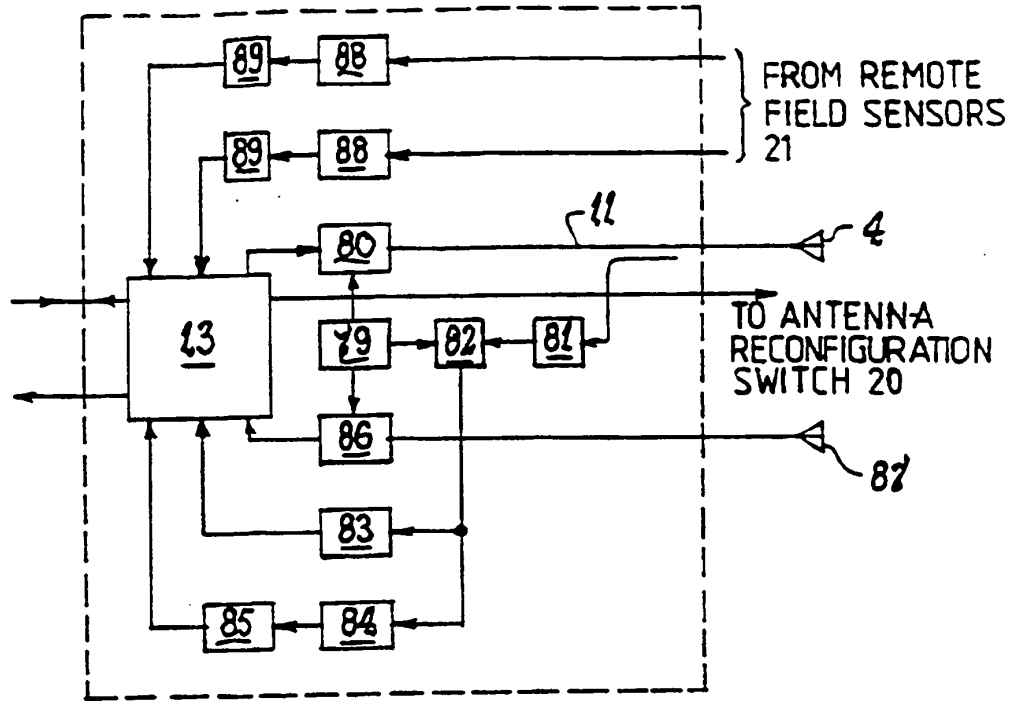 89 88
FROM REMOTE
FIELD SENSORS
21
89 88
11
80
4
13
79 82 81
TO ANTENNA
RECONFIGURATION
SWITCH 20
86
87
83
85 84